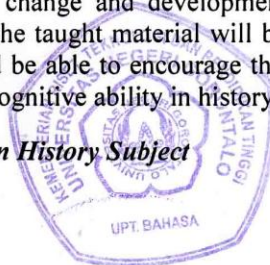 change and developmen
he taught material will b
d be able to encourage th
ognitive ability in history
n History Subject
UPT. BAHASA